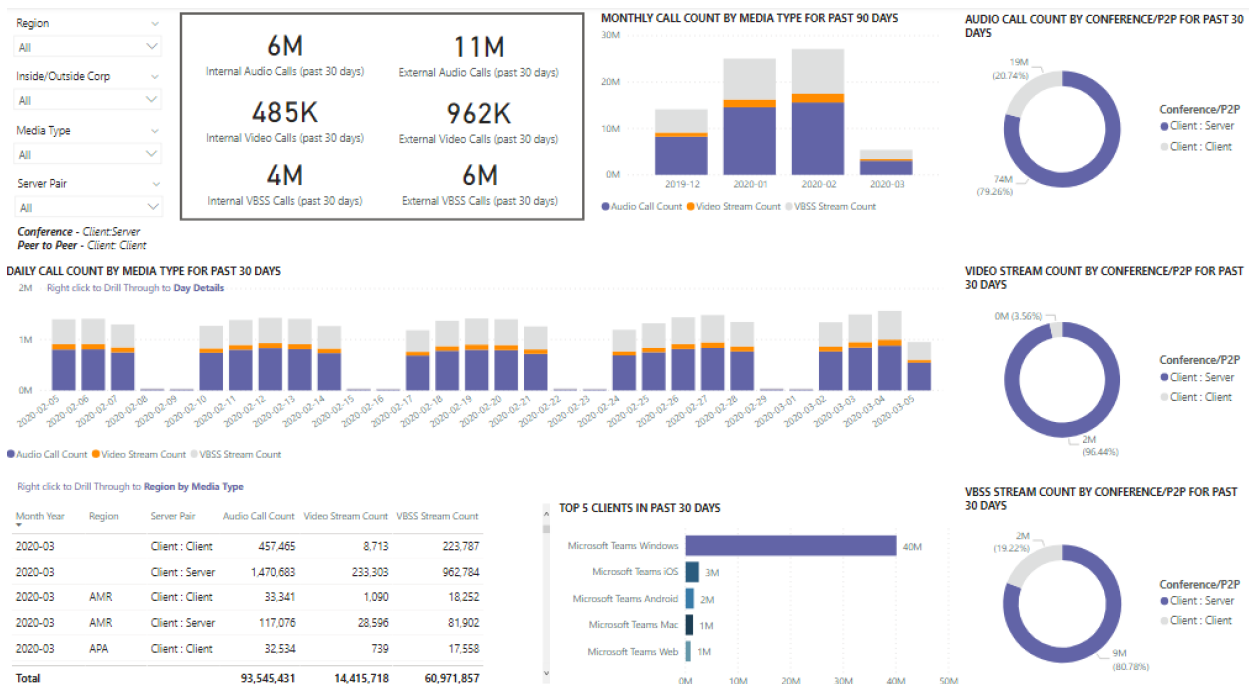 Region
All
Inside/Outside Corp
All
Media Type
All
Server Pair
All
Conference - Client:Server
Peer to Peer - Client: Client
6M
Internal Audio Calls (past 30 days)
11M
External Audio Calls (past 30 days)
485K
Internal Video Calls (past 30 days)
962K
External Video Calls (past 30 days)
4M
Internal VBSS Calls (past 30 days)
6M
External VBSS Calls (past 30 days)
MONTHLY CALL COUNT BY MEDIA TYPE FOR PAST 90 DAYS
30M
20M
10M
0M
2019-12 2020-01 2020-02 2020-03
Audio Call Count Video Stream Count VBSS Stream Count
AUDIO CALL COUNT BY CONFERENCE/P2P FOR PAST 30
DAYS
19M
(20.74%)
74M
(79.26%)
Conference/P2P
Client : Server
Client : Client
DAILY CALL COUNT BY MEDIA TYPE FOR PAST 30 DAYS
Right click to Drill Through to Day Details
2M
1M
0M
2020-02-05 2020-02-06 2020-02-07 2020-02-08 2020-02-09 2020-02-10 2020-02-11 2020-02-12 2020-02-13 2020-02-14 2020-02-15 2020-02-16 2020-02-17 2020-02-18 2020-02-19 2020-02-20 2020-02-21 2020-02-22 2020-02-23 2020-02-24 2020-02-25 2020-02-26 2020-02-27 2020-02-28 2020-02-29 2020-03-01 2020-03-02 2020-03-03 2020-03-04 2020-03-05
Audio Call Count Video Stream Count VBSS Stream Count
VIDEO STREAM COUNT BY CONFERENCE/P2P FOR PAST
30 DAYS
0M (3.56%)
2M
(96.44%)
Conference/P2P
Client : Server
Client : Client
Right click to Drill Through to Region by Media Type
Month Year Region Server Pair Audio Call Count Video Stream Count VBSS Stream Count
2020-03 Client : Client 457,465 8,713 223,787
2020-03 Client : Server 1,470,683 233,303 962,784
2020-03 AMR Client : Client 33,341 1,090 18,252
2020-03 AMR Client : Server 117,076 28,596 81,902
2020-03 APA Client : Client 32,534 739 17,558
Total 93,545,431 14,415,718 60,971,857
TOP 5 CLIENTS IN PAST 30 DAYS
Microsoft Teams Windows 40M
Microsoft Teams iOS 3M
Microsoft Teams Android 2M
Microsoft Teams Mac 1M
Microsoft Teams Web 1M
0M 10M 20M 30M 40M 50M
VBSS STREAM COUNT BY CONFERENCE/P2P FOR PAST
30 DAYS
2M
(19.22%)
9M
(80.78%)
Conference/P2P
Client : Server
Client : Client